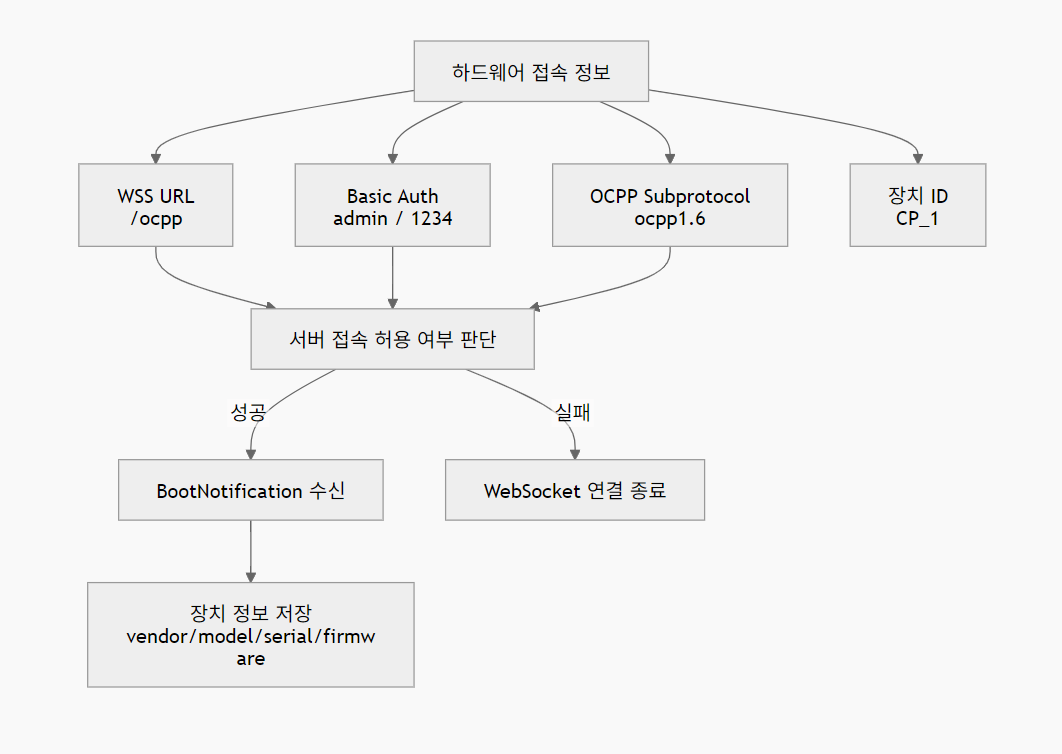 하드웨어 접속 정보
WSS URL
/ocpp
Basic Auth
admin / 1234
OCPP Subprotocol
ocpp1.6
장치 ID
CP_1
서버 접속 허용 여부 판단
성공
실패
BootNotification 수신
WebSocket 연결 종료
장치 정보 저장
vendor/model/serial/firmw
are